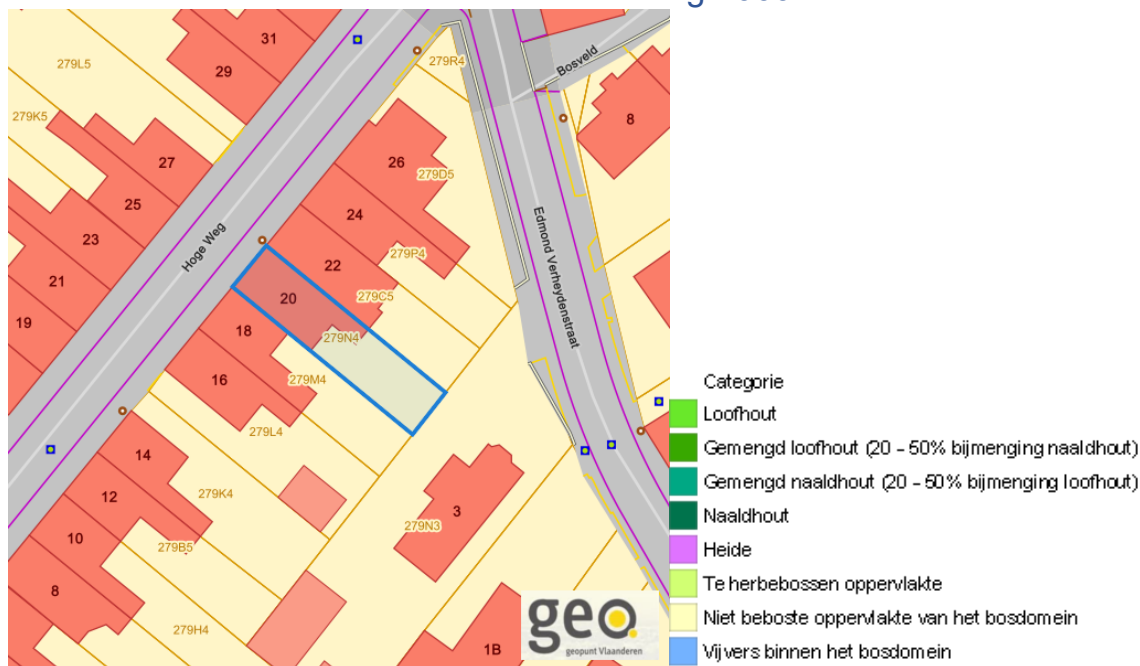 31
29
279L5
279K5
27
25
23
21
19
Hoge Weg
279R4
Bosveld
8
26
279D5
24
279P4
22
279C5
20
279N4
18
279M4
16
279L4
Edmond Verheydenstraat
14
12
279K4
10
279B5
8
279H4
279N3
3
1B
geo.
geopunt Vlaanderen
Categorie
Loofhout
Gemengd loofhout (20 - 50% bijmenging naaldhout)
Gemengd naaldhout (20 - 50% bijmenging loofhout)
Naaldhout
Heide
Te herbebossen oppervlakte
Niet beboste oppervlakte van het bosdomein
Vijvers binnen het bosdomein